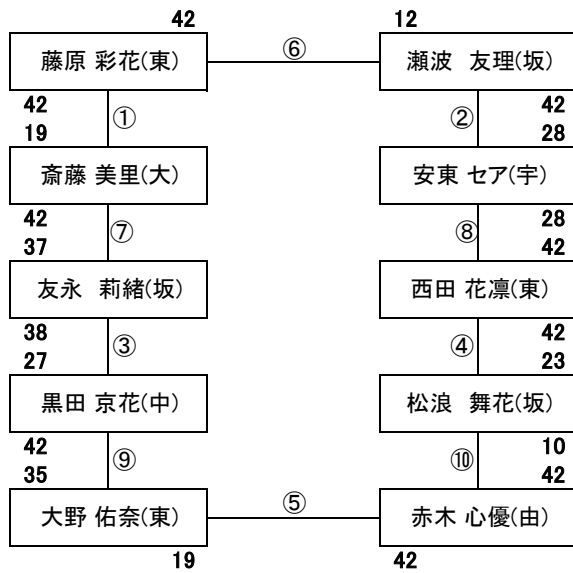 42 12
藤原 彩花(東) ⑥ 瀬波 友理(坂)
42 ① ② 42
19 28
斎藤 美里(大) 安東 セア(宇)
42 ⑦ ⑧ 28
37 42
友永 莉緒(坂) 西田 花凛(東)
38 ③ ④ 42
27 23
黒田 京花(中) 松浪 舞花(坂)
42 ⑨ ⑩ 10
35 42
大野 佑奈(東) ⑤ 赤木 心優(由)
19 42